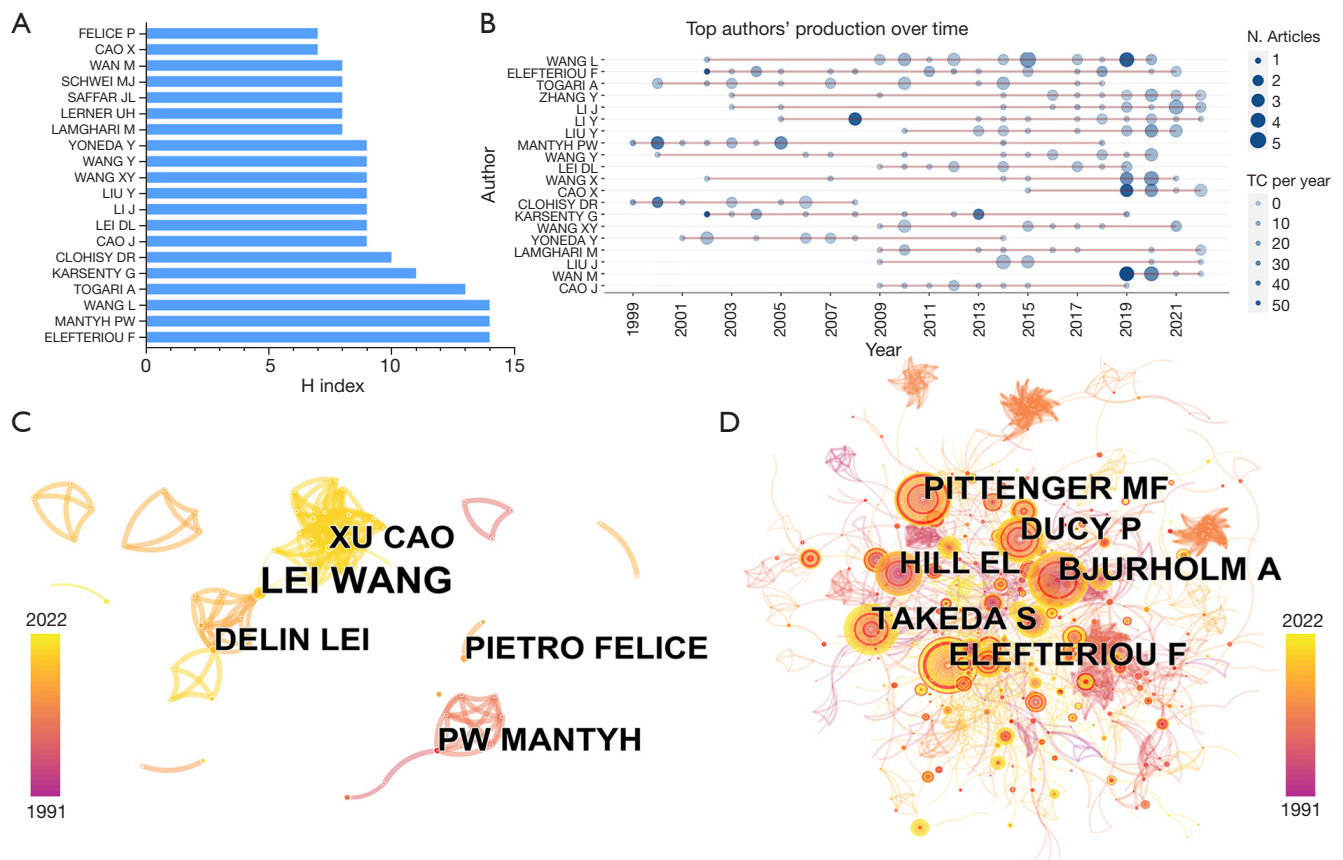 A
FELICE P
CAO X
WAN M
SCHWEI MJ
SAFFAR JL
LERNER UH
LAMGHARI M
YONEDA Y
WANG Y
WANG XY
LIU Y
LI J
LEI DL
CAO J
CLOHISY DR
KARSENTY G
TOGARI A
WANG L
MANTYH PW
ELEFTERIOU F
0 5 10 15
H index
B
Top authors' production over time
Author
WANG L
ELEFTERIOU F
TOGARI A
ZHANG Y
LI J
LI Y
LIU Y
MANTYH PW
WANG Y
LEI DL
WANG X
CAO X
CLOHISY DR
KARSENTY G
WANG XY
YONEDA Y
LAMGHARI M
LIU J
WAN M
CAO J
1999 2001 2003 2005 2007 2009 2011 2013 2015 2017 2019 2021
Year
N. Articles
1
2
3
4
5
TC per year
0
10
20
30
40
50
C
XU CAO
LEI WANG
DELIN LEI
PIETRO FELICE
PW MANTYH
2022
1991
D
PITTENGER MF
DUCY P
HILL EL
BJURHOLM A
TAKEDA S
ELEFTERIOU F
2022
1991